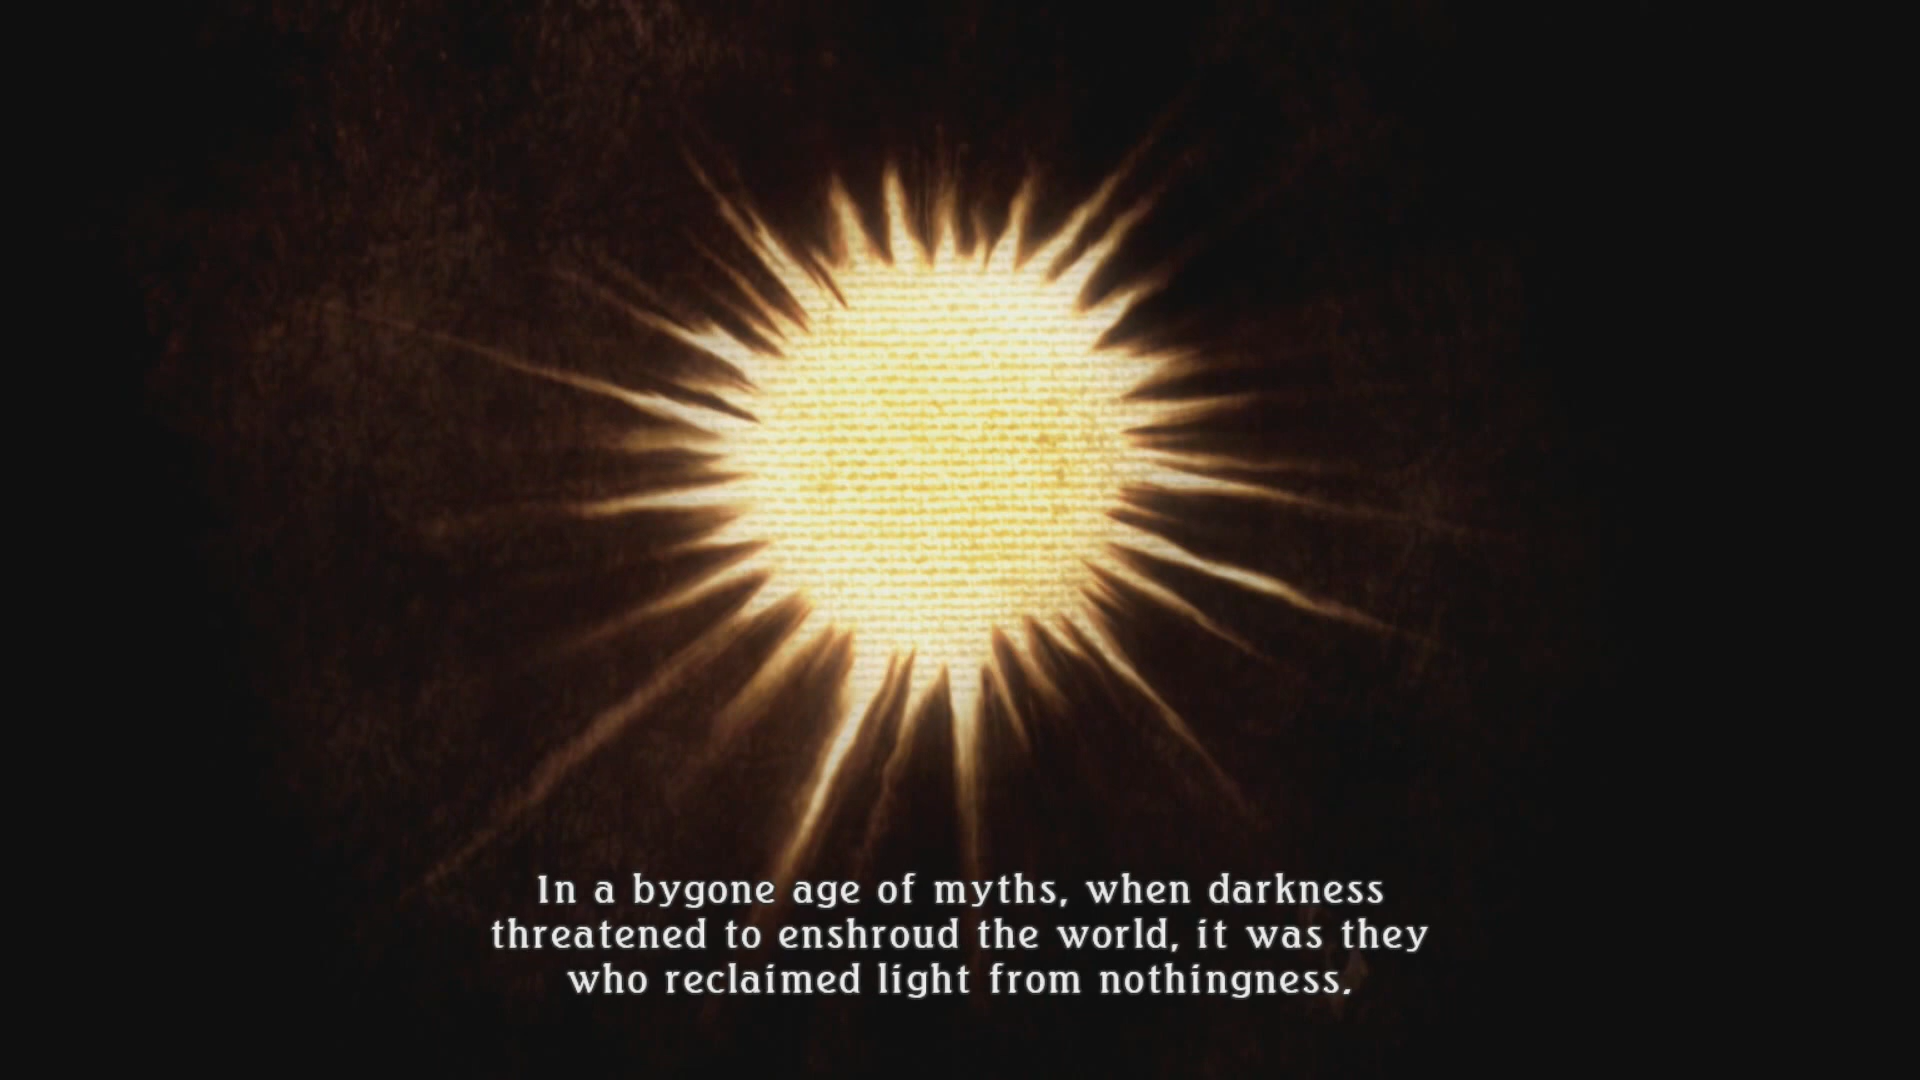 In a bygone age of myths, when darkness
threatened to enshroud the world, it was they
who reclaimed light from nothingness.